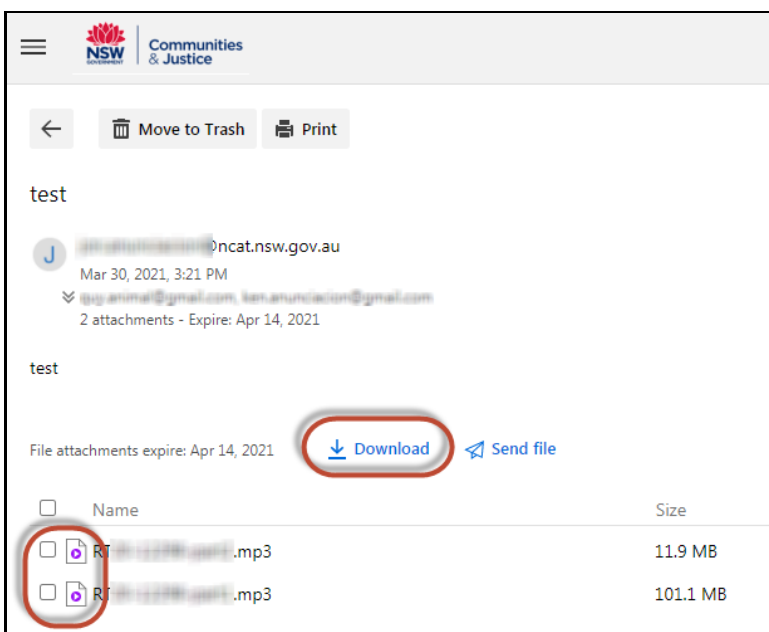 NSW
GOVERNMENT
Communities
& Justice
Move to Trash
Print
test
J
@ncat.nsw.gov.au
Mar 30, 2021, 3:21 PM
2 attachments - Expire: Apr 14, 2021
test
File attachments expire: Apr 14, 2021
Download
Send file
Name
Size
.mp3
11.9 MB
.mp3
101.1 MB